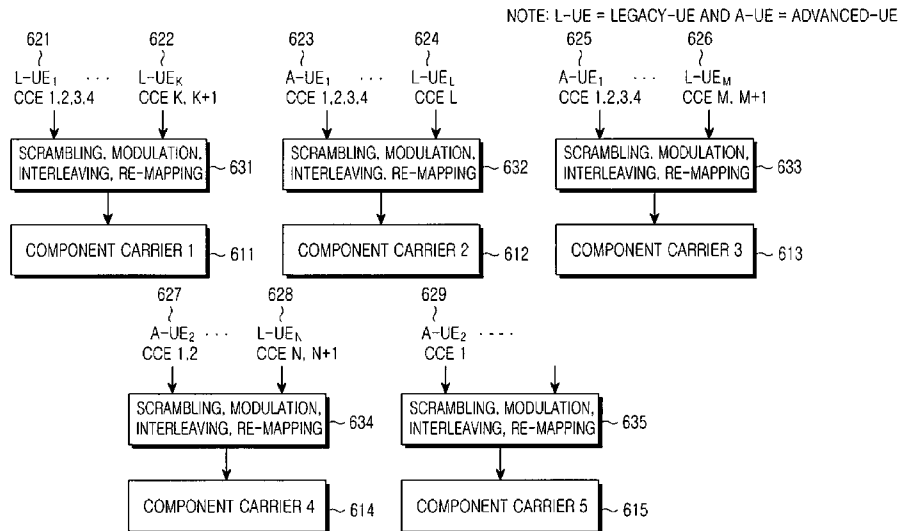 NOTE: L-UE = LEGACY-UE AND A-UE = ADVANCED-UE
621 622 623 624 625 626
L-UE1 ··· L-UEK A-UE1 ··· L-UEL A-UE1 ··· L-UEM
CCE 1,2,3,4 CCE K, K+1 CCE 1,2,3,4 CCE L CCE 1,2,3,4 CCE M, M+1
SCRAMBLING, MODULATION, INTERLEAVING, RE-MAPPING 631
SCRAMBLING, MODULATION, INTERLEAVING, RE-MAPPING 632
SCRAMBLING, MODULATION, INTERLEAVING, RE-MAPPING 633
COMPONENT CARRIER 1 611
COMPONENT CARRIER 2 612
COMPONENT CARRIER 3 613
627 628 629
A-UE2 ··· L-UEN A-UE2 ----
CCE 1,2 CCE N, N+1 CCE 1
SCRAMBLING, MODULATION, INTERLEAVING, RE-MAPPING 634
SCRAMBLING, MODULATION, INTERLEAVING, RE-MAPPING 635
COMPONENT CARRIER 4 614
COMPONENT CARRIER 5 615